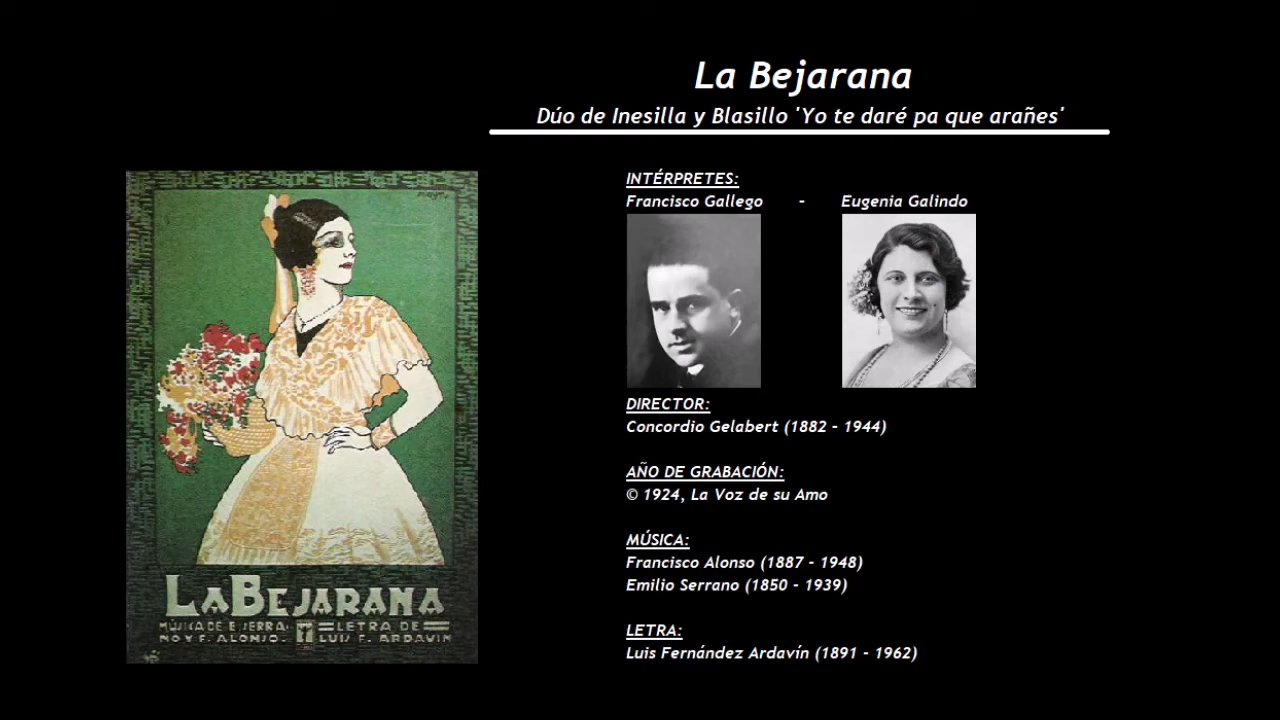 La Bejarana
Dúo de Inesilla y Blasillo 'Yo te daré pa que arañes'
INTÉRPRETES:
Francisco Gallego - Eugenia Galindo
DIRECTOR:
Concordio Gelabert (1882 - 1944)
AÑO DE GRABACIÓN:
© 1924, La Voz de su Amo
MÚSICA:
Francisco Alonso (1887 - 1948)
Emilio Serrano (1850 - 1939)
LETRA:
Luis Fernández Ardavín (1891 - 1962)
LA BEJARANA
MÚSICA DE E. SERRA-
NO Y F. ALONSO.
LETRA DE
LUIS F. ARDAVIN